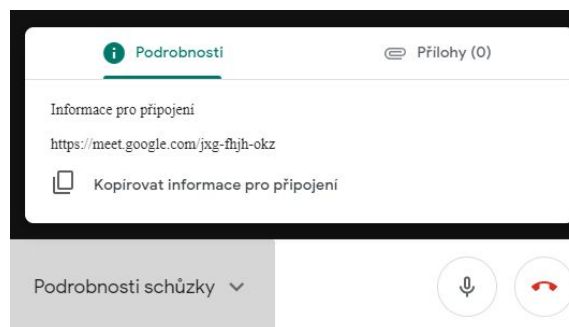 Podrobnosti
Přílohy (0)
Informace pro připojení
https://meet.google.com/jxg-fhjh-okz
Kopírovat informace pro připojení
Podrobnosti schůzky